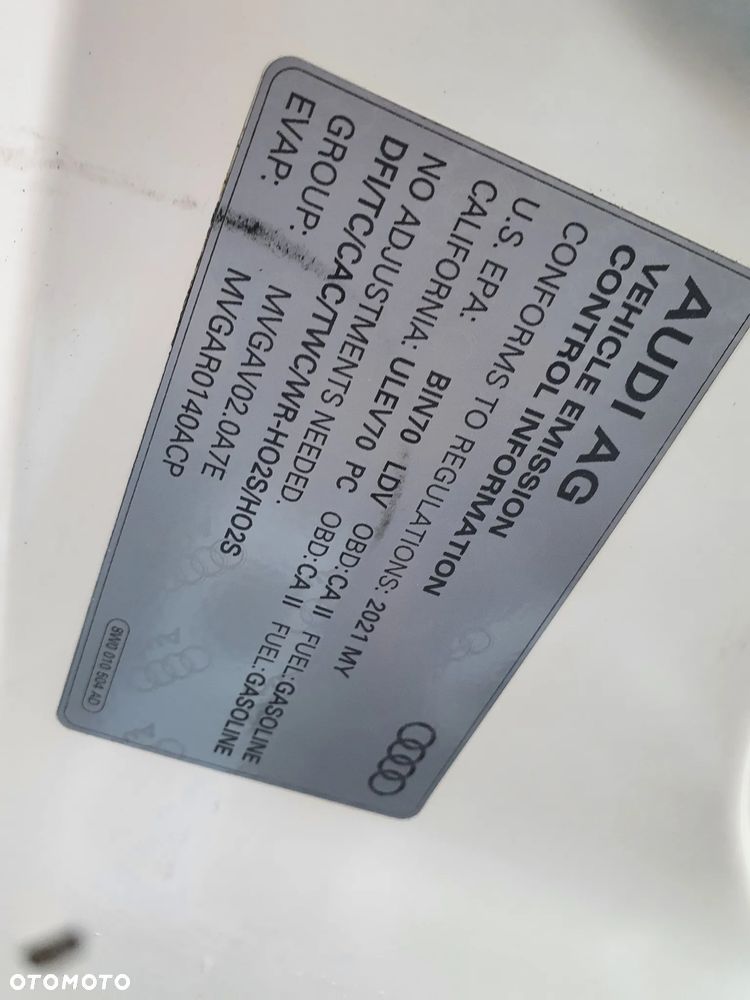 AUDI AG
VEHICLE EMISSION
CONTROL INFORMATION
CONFORMS TO REGULATIONS: 2021 MY
U.S. EPA: BIN70 LDV OBD:CA II FUEL:GASOLINE
CALIFORNIA: ULEV70 PC OBD:CA II FUEL:GASOLINE
NO ADJUSTMENTS NEEDED.
DFI/TC/CAC/TWC/WR-HO2S/HO2S
GROUP: MVGAV02.0A7E
EVAP: MVGAR0140ACP
8W0 010 504 AD
OTOMOTO